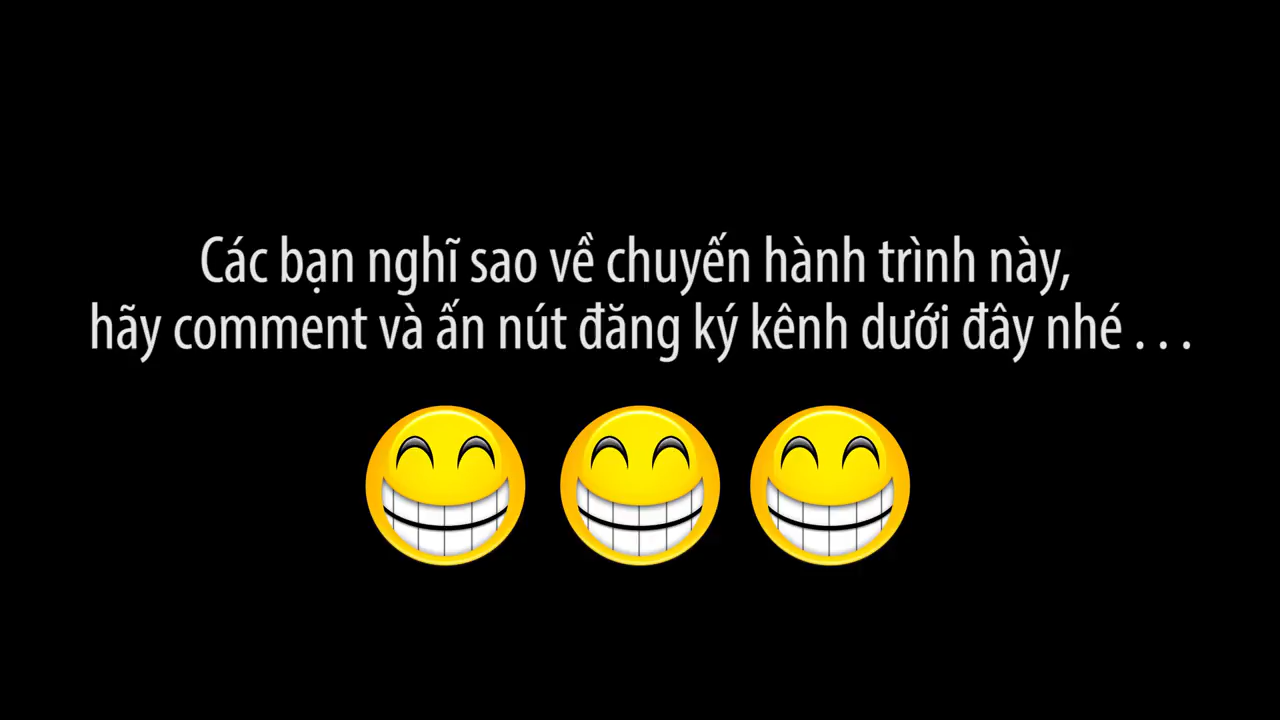 Các bạn nghĩ sao về chuyến hành trình này,
hãy comment và ấn nút đăng ký kênh dưới đây nhé . . .